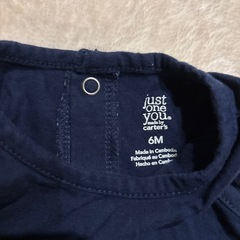 just
one
you®
made by
carter's
6M
Made in Cambodia
Fabriqué au Cambodge
Hecho en Camboya